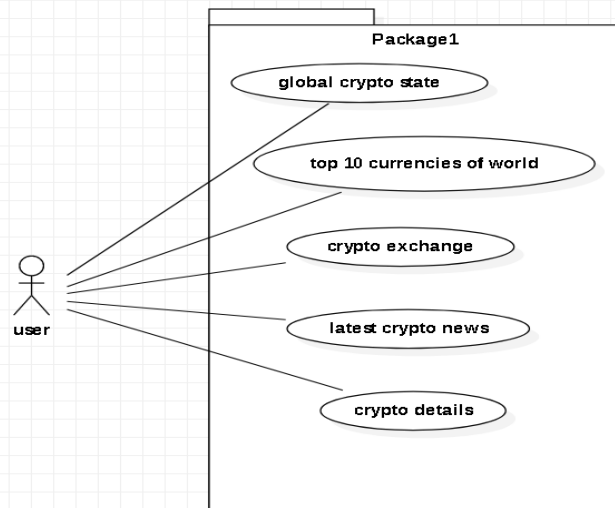 Package1
global crypto state
top 10 currencies of world
crypto exchange
latest crypto news
crypto details
user